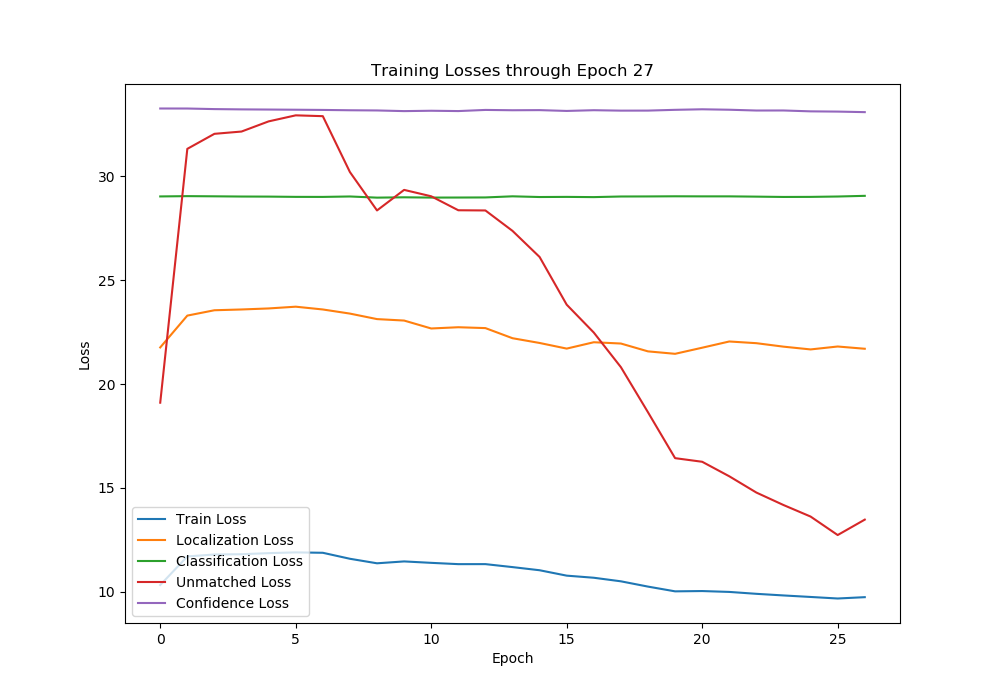 Training Losses through Epoch 27
Loss
30
25
20
15
10
Train Loss
Localization Loss
Classification Loss
Unmatched Loss
Confidence Loss
0 5 10 15 20 25
Epoch